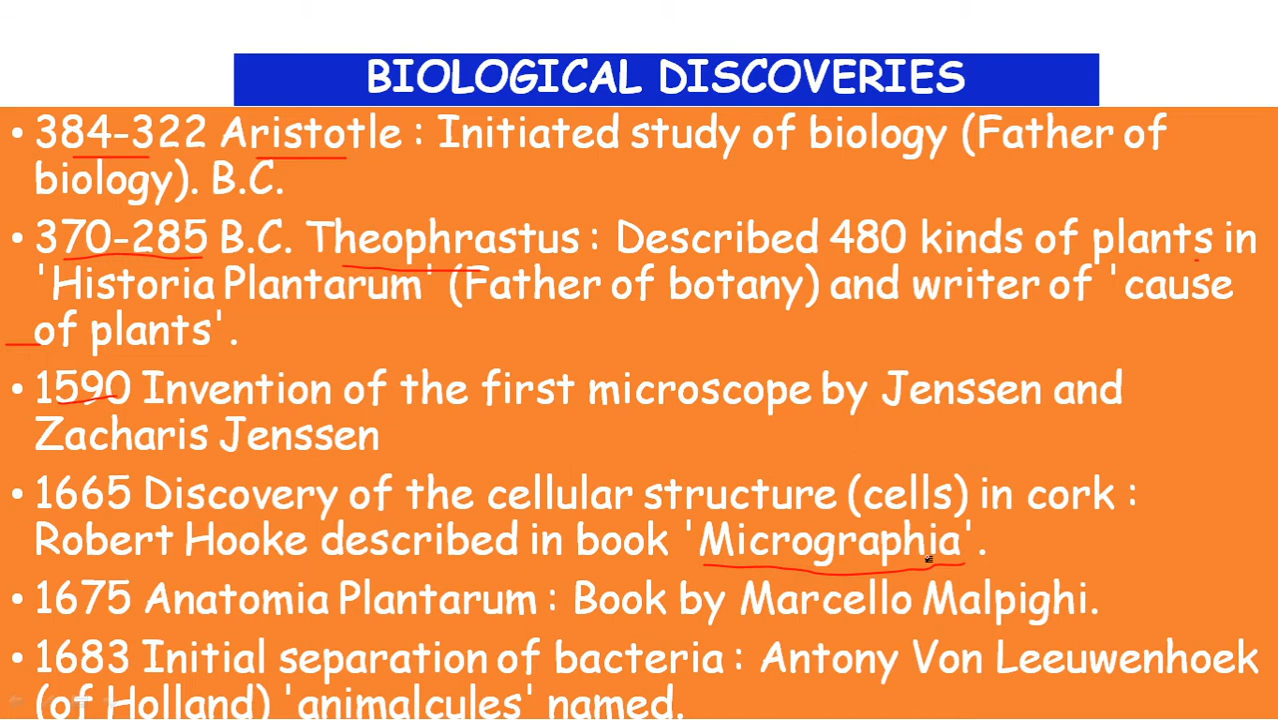 BIOLOGICAL DISCOVERIES
• 384-322 Aristotle : Initiated study of biology (Father of
biology). B.C.
• 370-285 B.C. Theophrastus : Described 480 kinds of plants in
'Historia Plantarum' (Father of botany) and writer of 'cause
of plants'.
• 1590 Invention of the first microscope by Jenssen and
Zacharis Jenssen
• 1665 Discovery of the cellular structure (cells) in cork :
Robert Hooke described in book 'Micrographia'.
• 1675 Anatomia Plantarum : Book by Marcello Malpighi.
• 1683 Initial separation of bacteria : Antony Von Leeuwenhoek
(of Holland) 'animalcules' named.